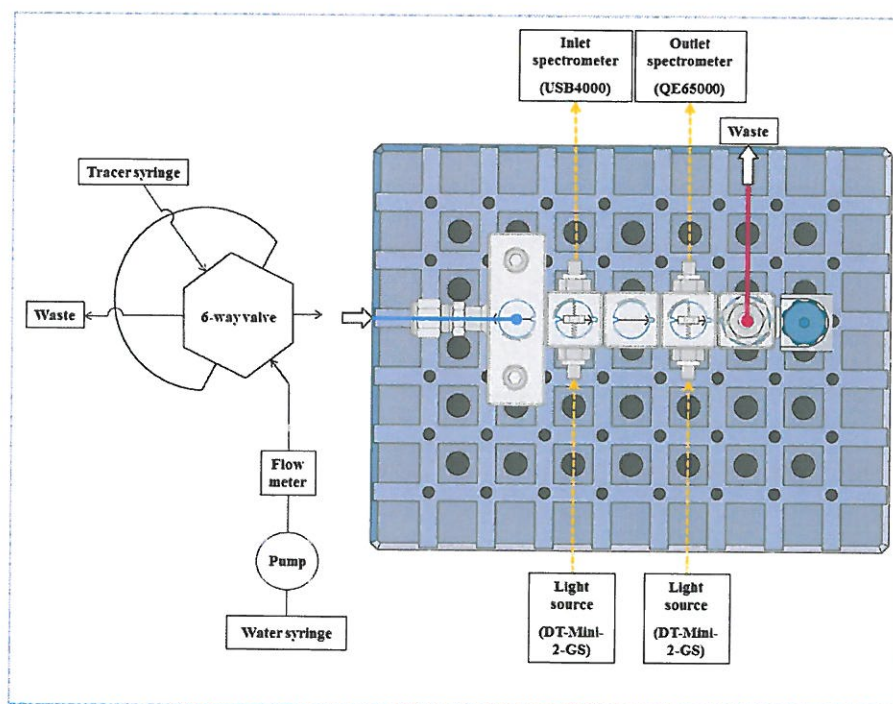 Inlet
spectrometer
(USB4000)
Outlet
spectrometer
(QE65000)
Waste
Tracer syringe
Waste
6-way valve
Flow
meter
Pump
Water syringe
Light
source
(DT-Mini-
2-GS)
Light
source
(DT-Mini-
2-GS)